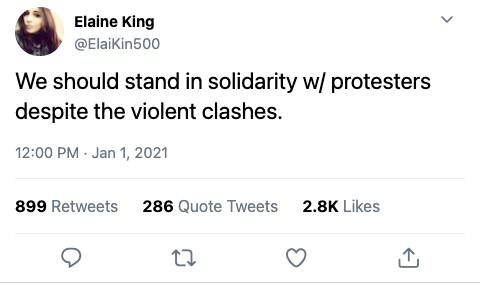 Elaine King
@ElaiKin500
We should stand in solidarity w/ protesters
despite the violent clashes.
12:00 PM · Jan 1, 2021
899 Retweets 286 Quote Tweets 2.8K Likes